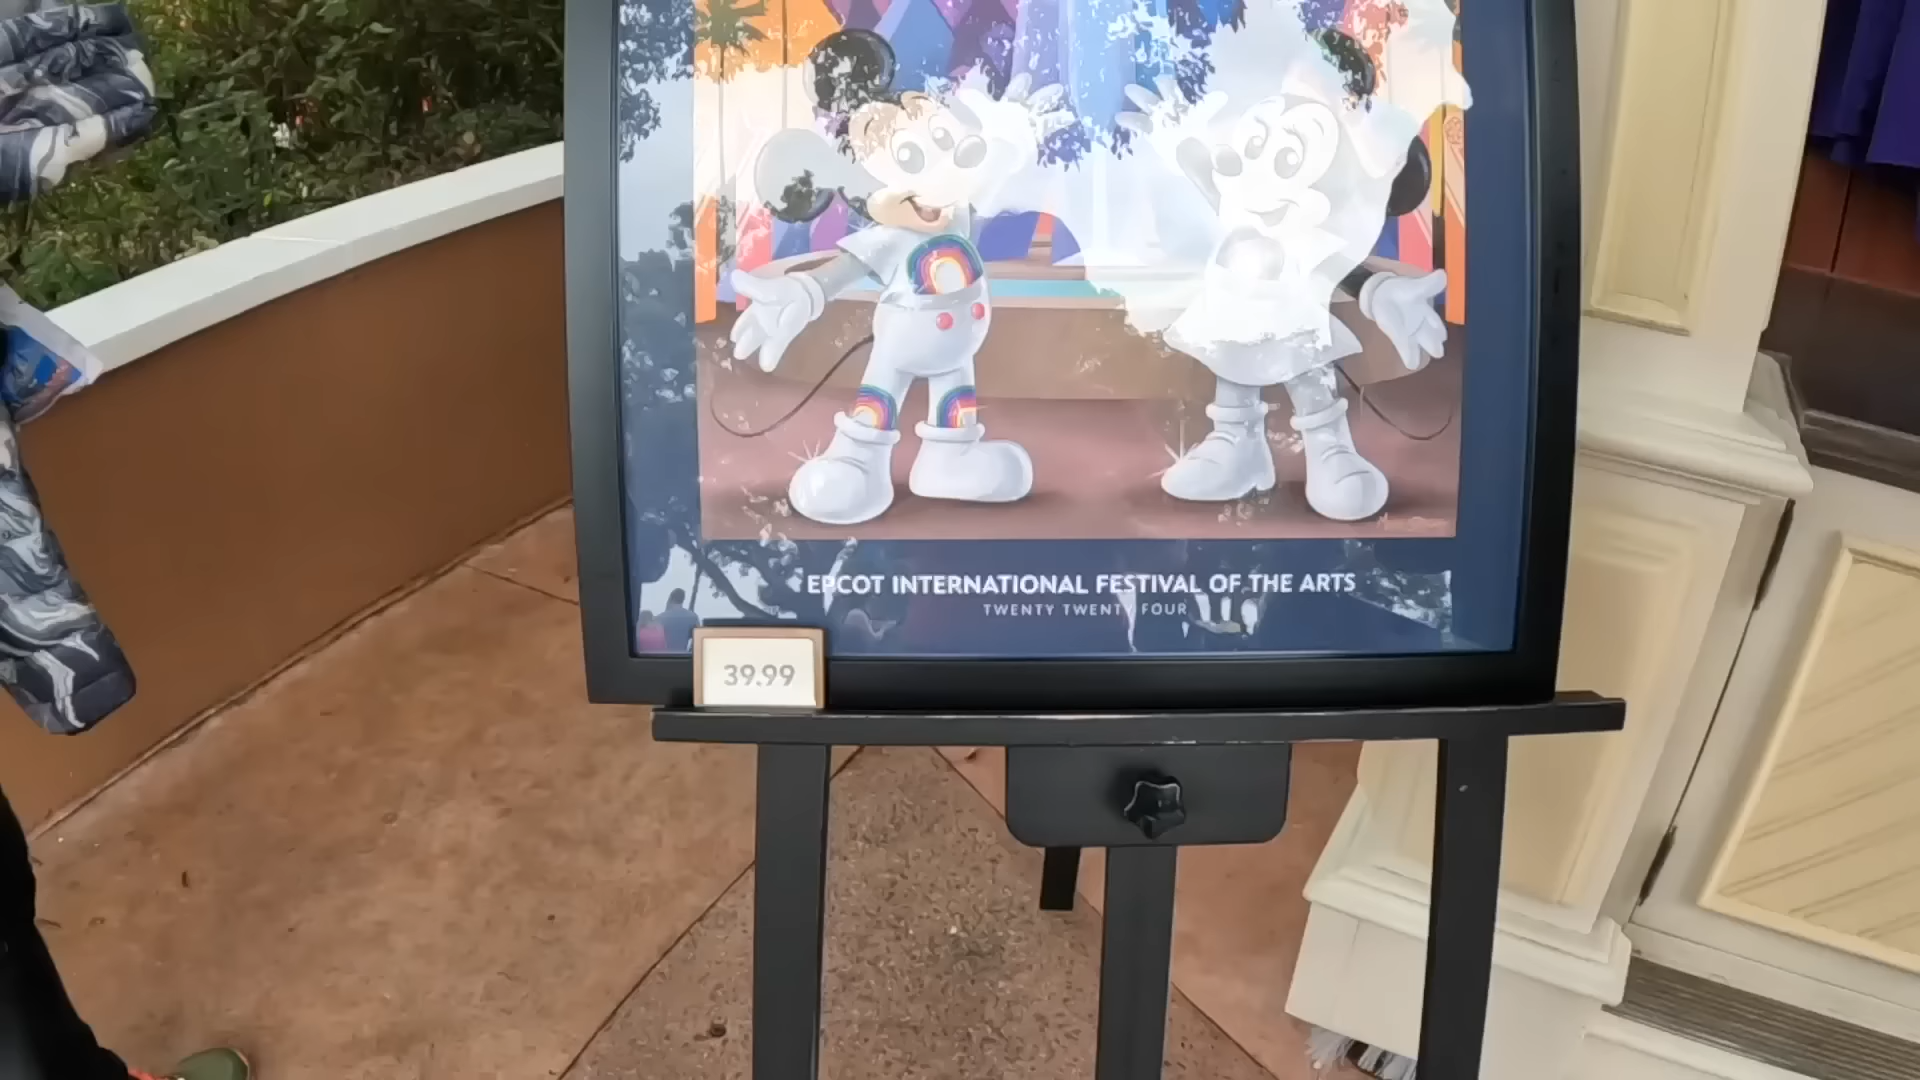 EPCOT INTERNATIONAL FESTIVAL OF THE ARTS
TWENTY TWENTY FOUR
39.99